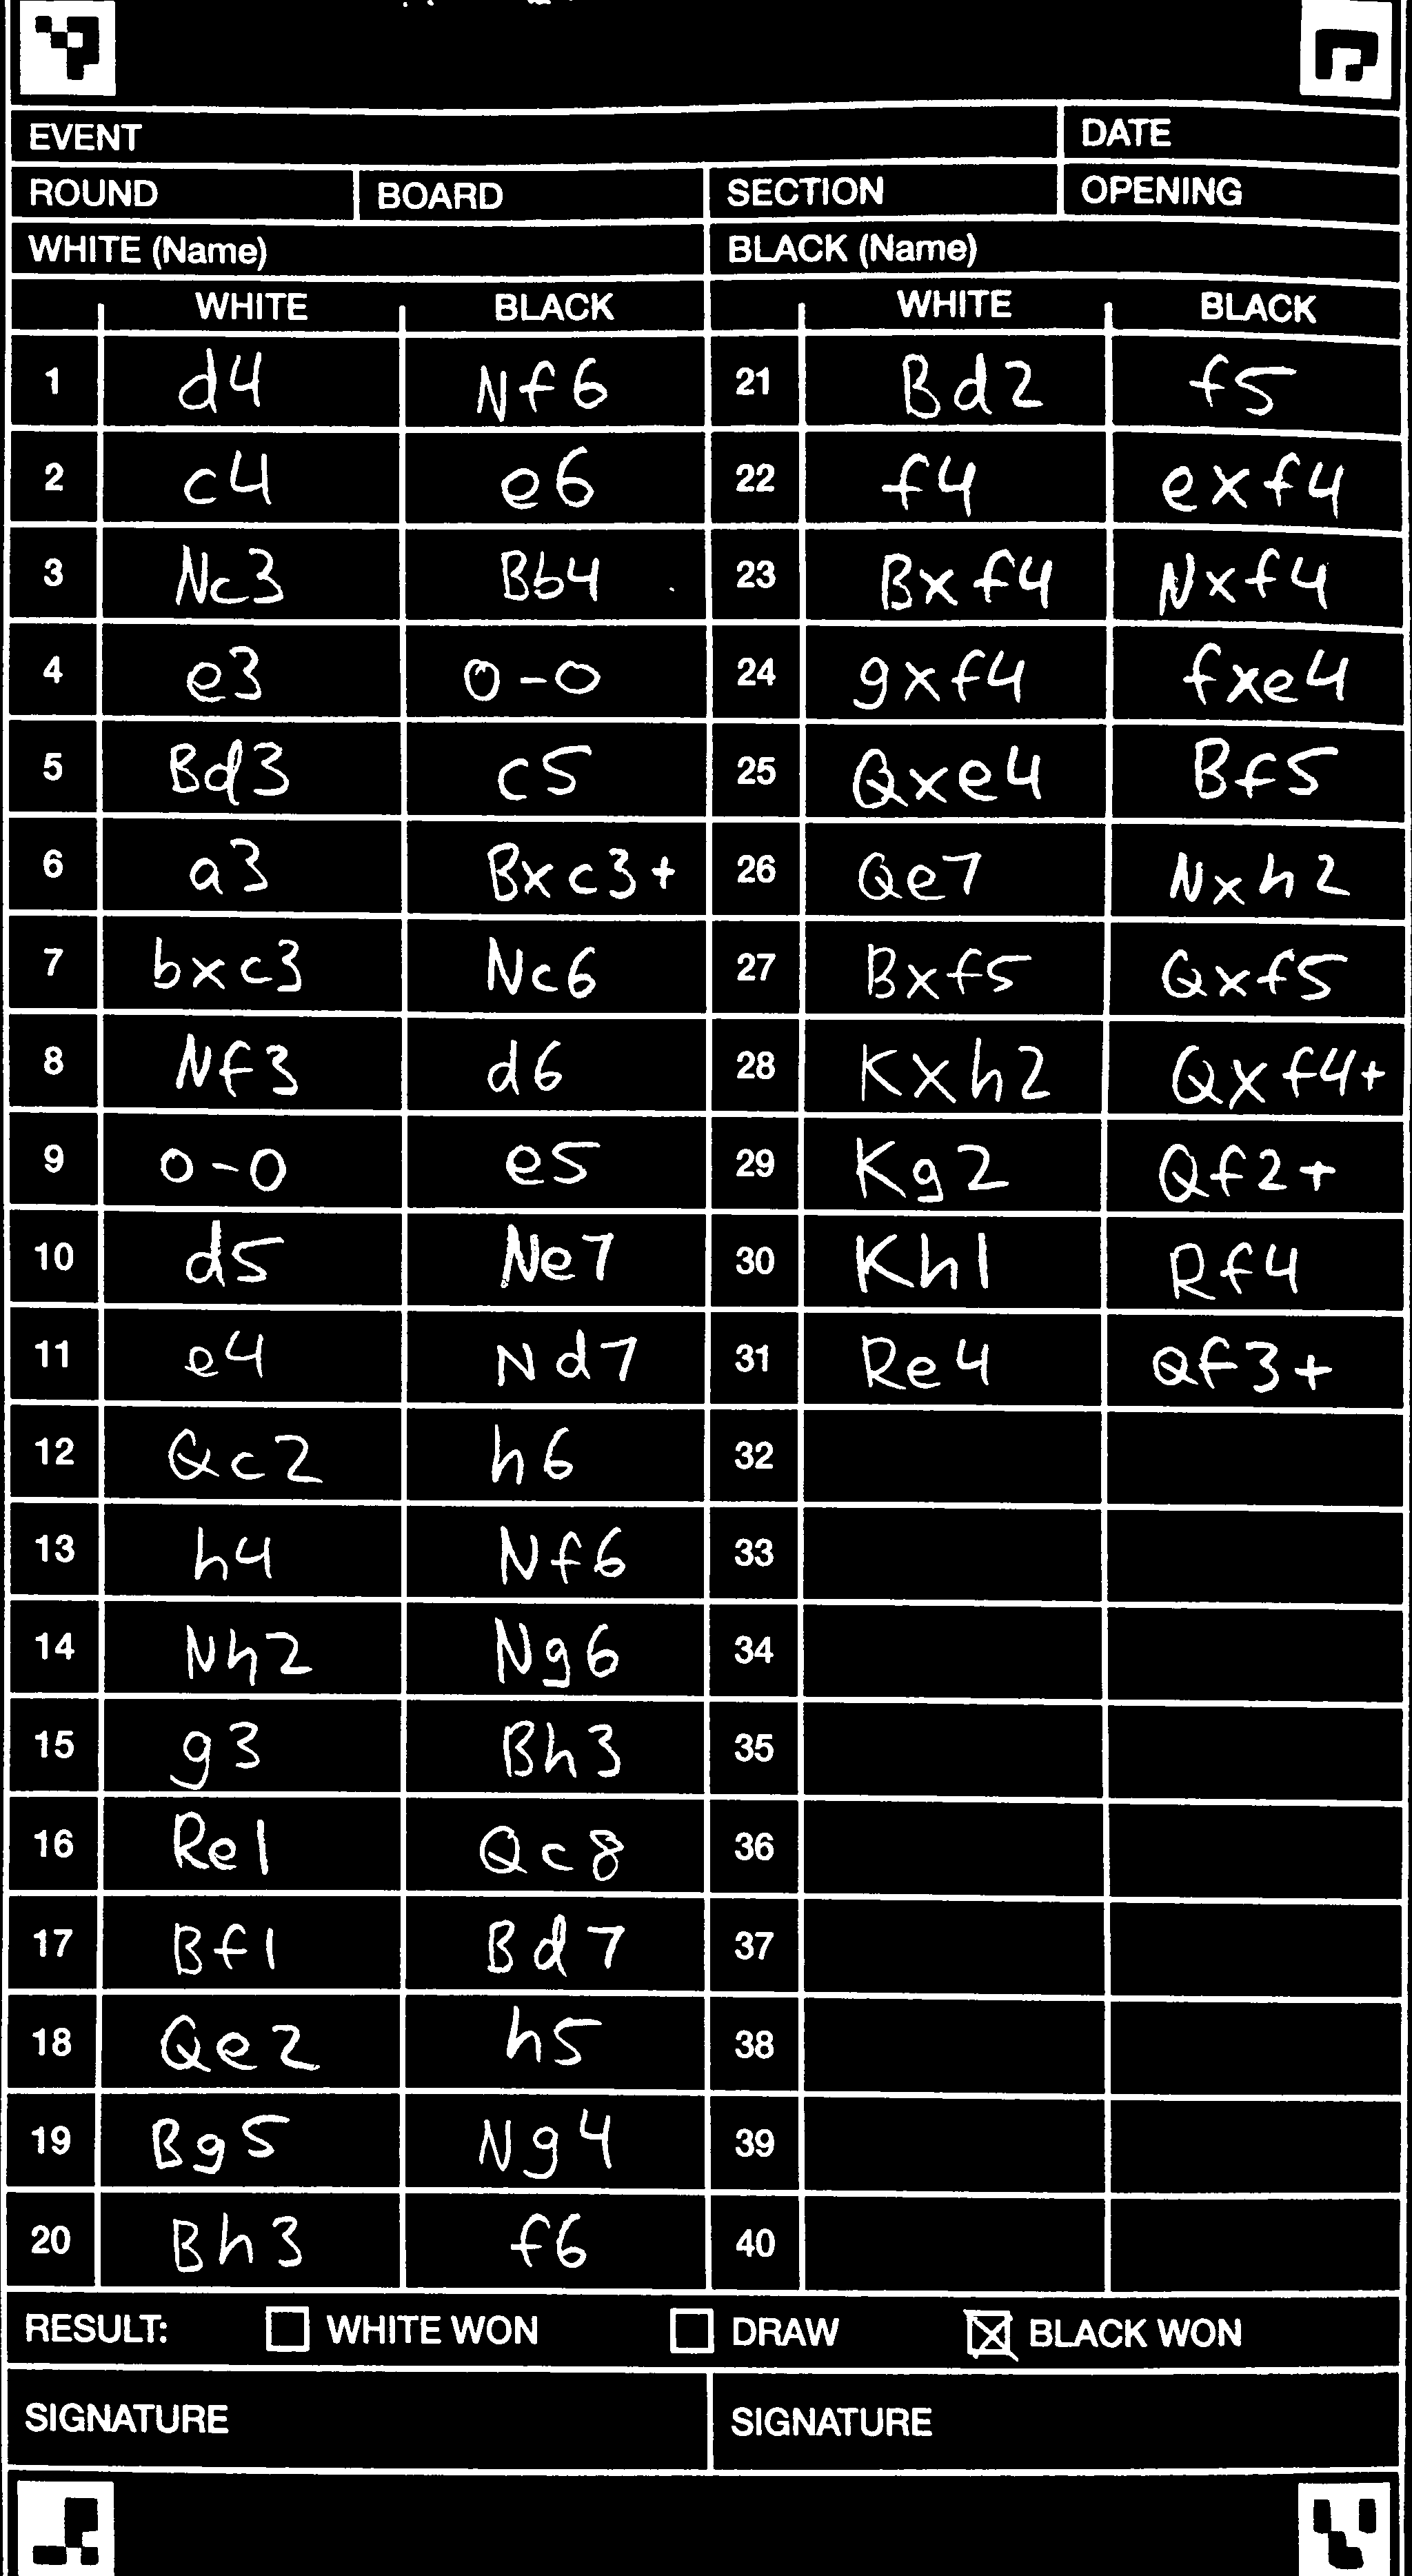 EVENT DATE
ROUND BOARD SECTION OPENING
WHITE (Name) BLACK (Name)
WHITE BLACK WHITE BLACK
1 d4 Nf6 21 Bd2 f5
2 c4 e6 22 f4 exf4
3 Nc3 Bb4 23 Bxf4 Nxf4
4 e3 0-0 24 gxf4 fxe4
5 Bd3 c5 25 Qxe4 Bf5
6 a3 Bxc3+ 26 Qe7 Nxh2
7 bxc3 Nc6 27 Bxf5 Qxf5
8 Nf3 d6 28 Kxh2 Qxf4+
9 0-0 e5 29 Kg2 Qf2+
10 d5 Ne7 30 Kh1 Rf4
11 e4 Nd7 31 Re4 Qf3+
12 Qc2 h6 32
13 h4 Nf6 33
14 Nh2 Ng6 34
15 g3 Bh3 35
16 Re1 Qc8 36
17 Bf1 Bd7 37
18 Qe2 h5 38
19 Bg5 Ng4 39
20 Bh3 f6 40
RESULT: WHITE WON DRAW BLACK WON
SIGNATURE SIGNATURE